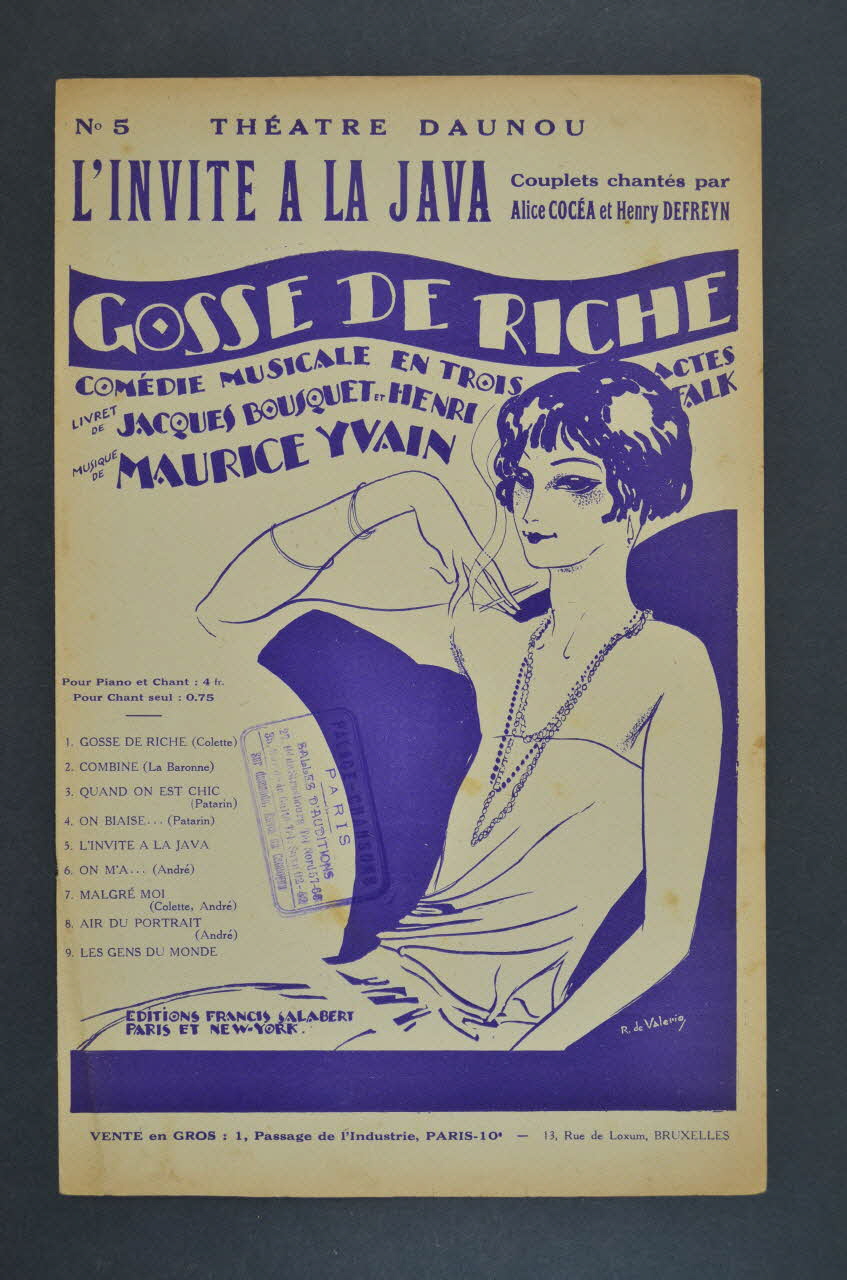 No 5 THÉATRE DAUNOU
L'INVITE A LA JAVA
Couplets chantés par
Alice COCÉA et Henry DEFREYN
GOSSE DE RICHE
COMÉDIE MUSICALE EN TROIS ACTES
LIVRET DE JACQUES BOUSQUET ET HENRI FALK
MUSIQUE DE MAURICE YVAIN
Pour Piano et Chant : 4 fr.
Pour Chant seul : 0.75
1. GOSSE DE RICHE (Colette)
2. COMBINE (La Baronne)
3. QUAND ON EST CHIC
(Patarin)
4. ON BIAISE... (Patarin)
5. L'INVITE A LA JAVA
6. ON M'A... (André)
7. MALGRÉ MOI
(Colette, André)
8. AIR DU PORTRAIT
(André)
9. LES GENS DU MONDE
PALACE-CHANSONS
PARIS
SALLES D'AUDITIONS
EDITIONS FRANCIS SALABERT
PARIS ET NEW-YORK.
R. de Valerio,
VENTE en GROS : 1, Passage de l'Industrie, PARIS-10e — 13, Rue de Loxum, BRUXELLES